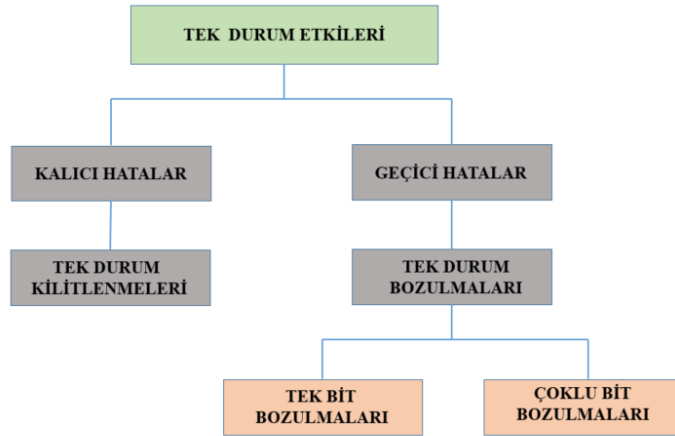 TEK DURUM ETKİLERİ
KALICI HATALAR
GEÇİCİ HATALAR
TEK DURUM
KİLİTLENMELERİ
TEK DURUM
BOZULMALARI
TEK BİT
BOZULMALARI
ÇOKLU BİT
BOZULMALARI